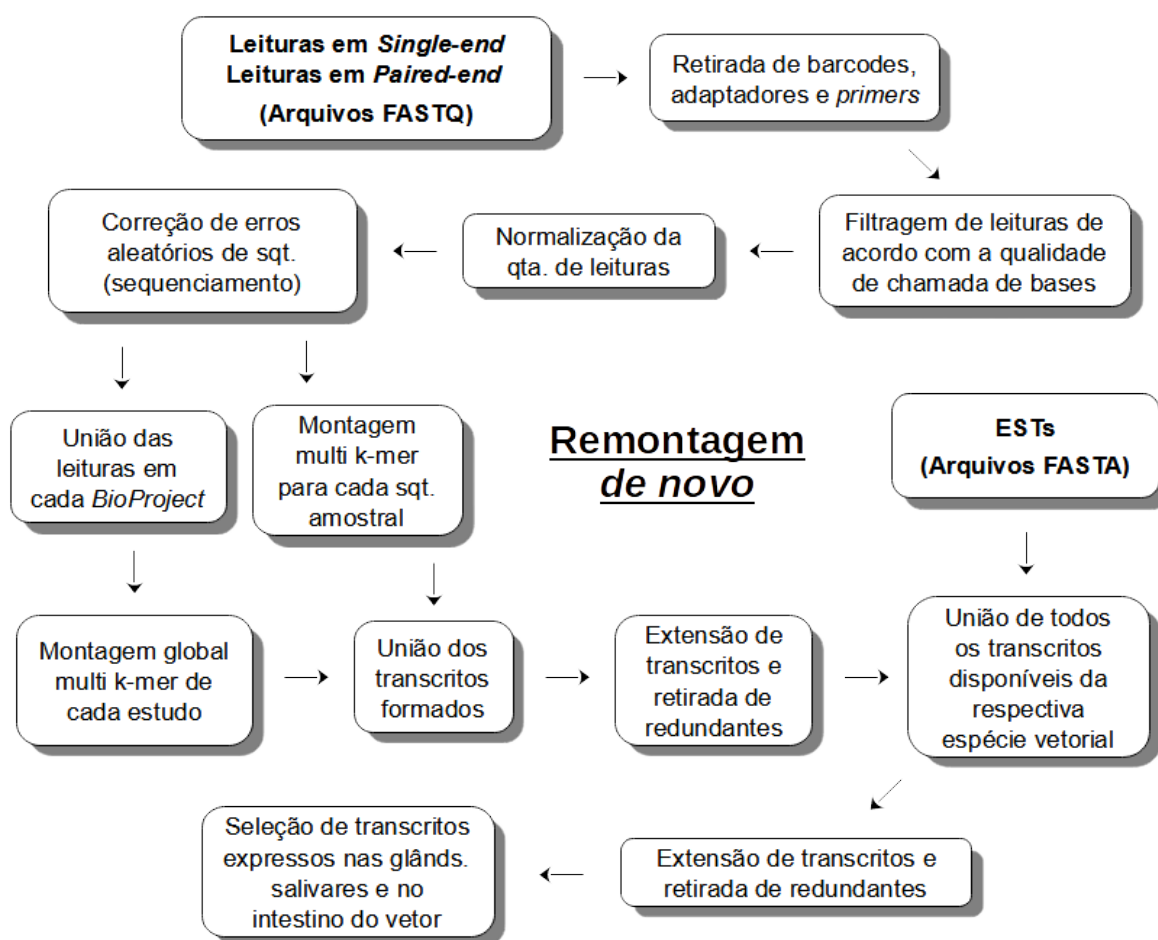 Leituras em Single-end
Leituras em Paired-end
(Arquivos FASTQ)
Retirada de barcodes,
adaptadores e primers
Filtragem de leituras de
acordo com a qualidade
de chamada de bases
Normalização da
qta. de leituras
Correção de erros
aleatórios de sqt.
(sequenciamento)
União das
leituras em
cada BioProject
Montagem
multi k-mer
para cada sqt.
amostral
Remontagem
de novo
ESTs
(Arquivos FASTA)
Montagem global
multi k-mer de
cada estudo
União dos
transcritos
formados
Extensão de
transcritos e
retirada de
redundantes
União de todos
os transcritos
disponíveis da
respectiva
espécie vetorial
Extensão de transcritos e
retirada de redundantes
Seleção de transcritos
expressos nas glânds.
salivares e no
intestino do vetor